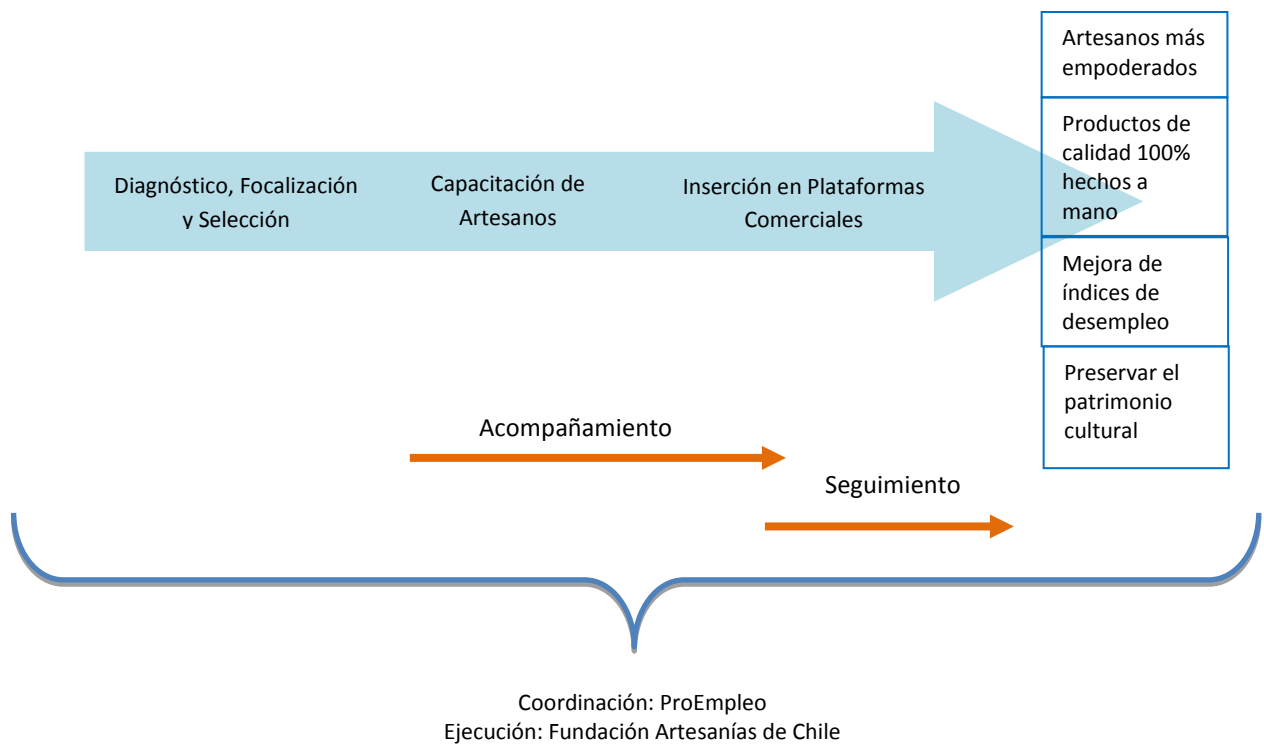 Artesanos más
empoderados
Productos de
calidad 100%
hechos a
mano
Mejora de
índices de
desempleo
Preservar el
patrimonio
cultural
Diagnóstico, Focalización
y Selección
Capacitación de
Artesanos
Inserción en Plataformas
Comerciales
Acompañamiento
Seguimiento
Coordinación: ProEmpleo
Ejecución: Fundación Artesanías de Chile